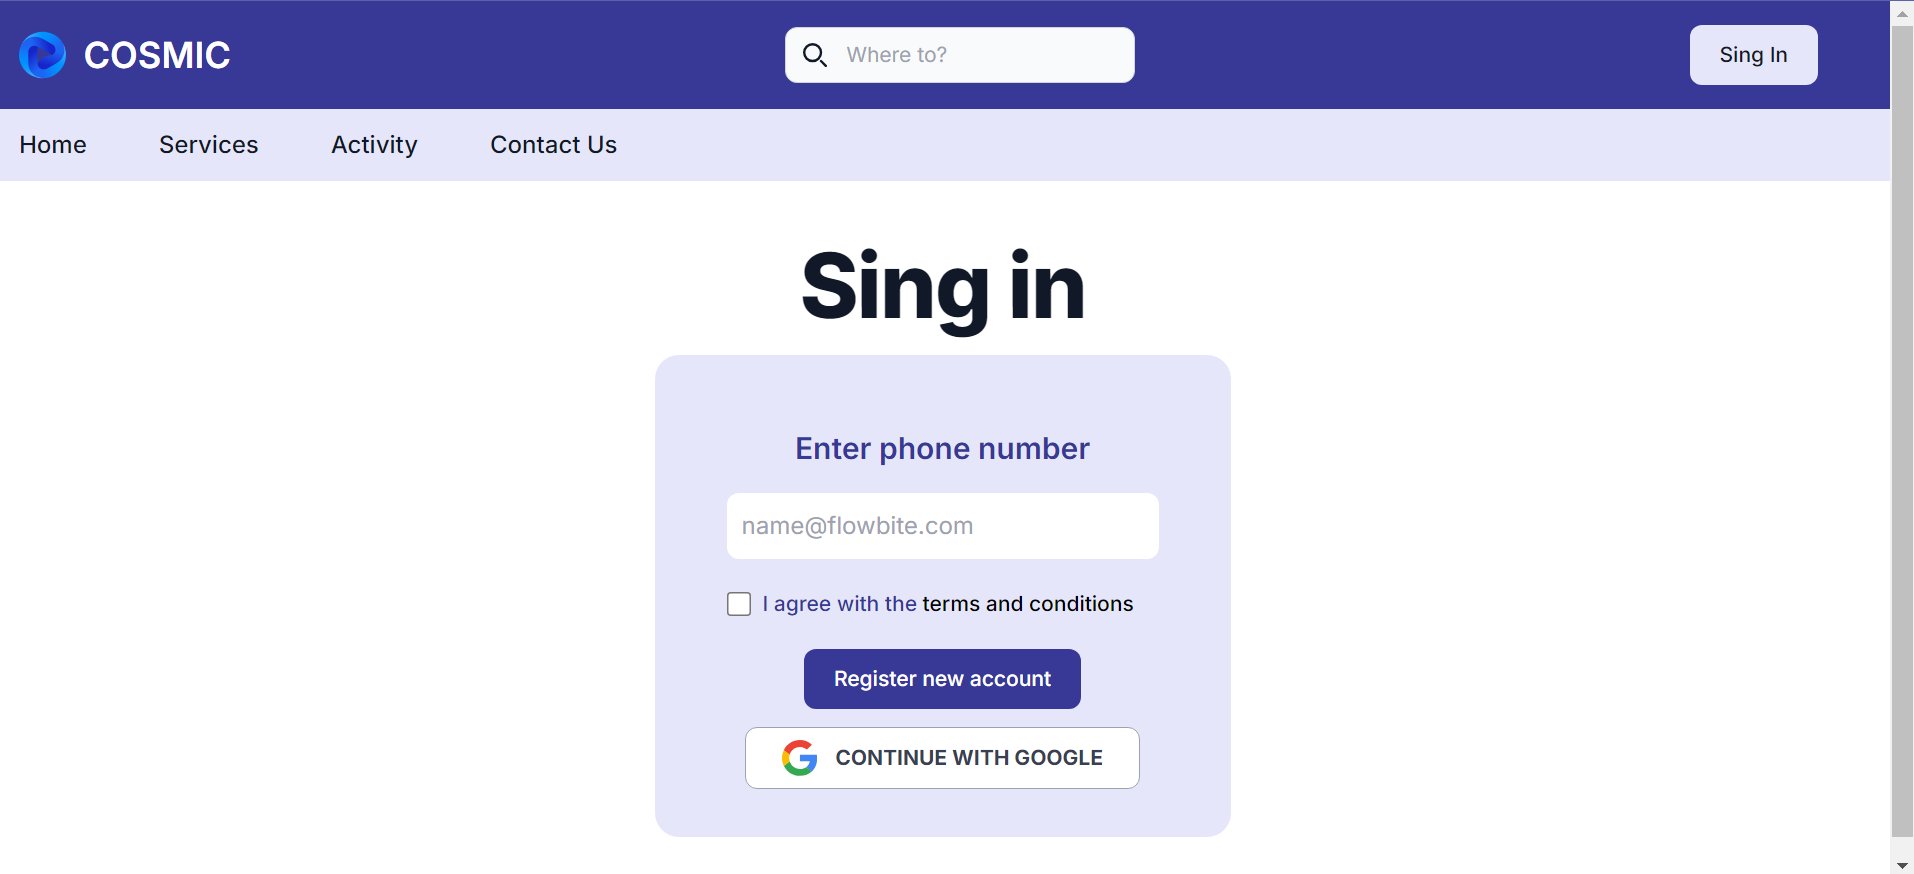 COSMIC
Where to?
Sing In
Home
Services
Activity
Contact Us
Sing in
Enter phone number
name@flowbite.com
I agree with the terms and conditions
Register new account
CONTINUE WITH GOOGLE